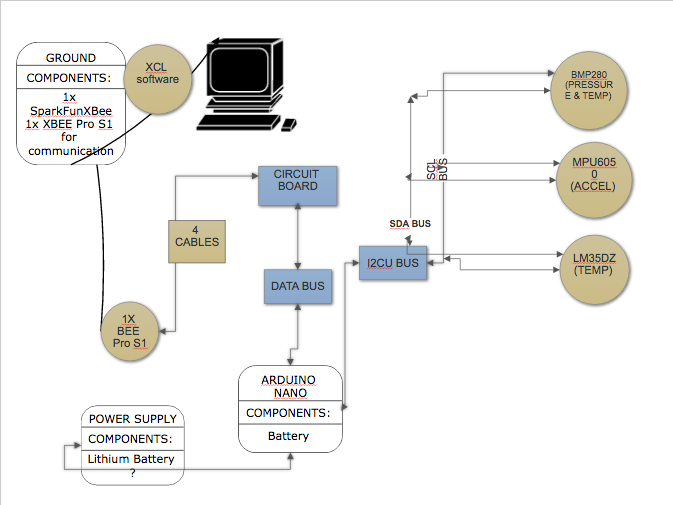 GROUND
COMPONENTS:
1x
SparkFunXBee
1x XBEE Pro S1
for
communication
XCL
software
BMP280
(PRESSUR
E & TEMP)
SCL
BUS
MPU605
0
(ACCEL)
SDA BUS
CIRCUIT
BOARD
4
CABLES
I2CU BUS
LM35DZ
(TEMP)
DATA BUS
1X
BEE
Pro S1
ARDUINO
NANO
COMPONENTS:
Battery
POWER SUPPLY
COMPONENTS:
Lithium Battery
?